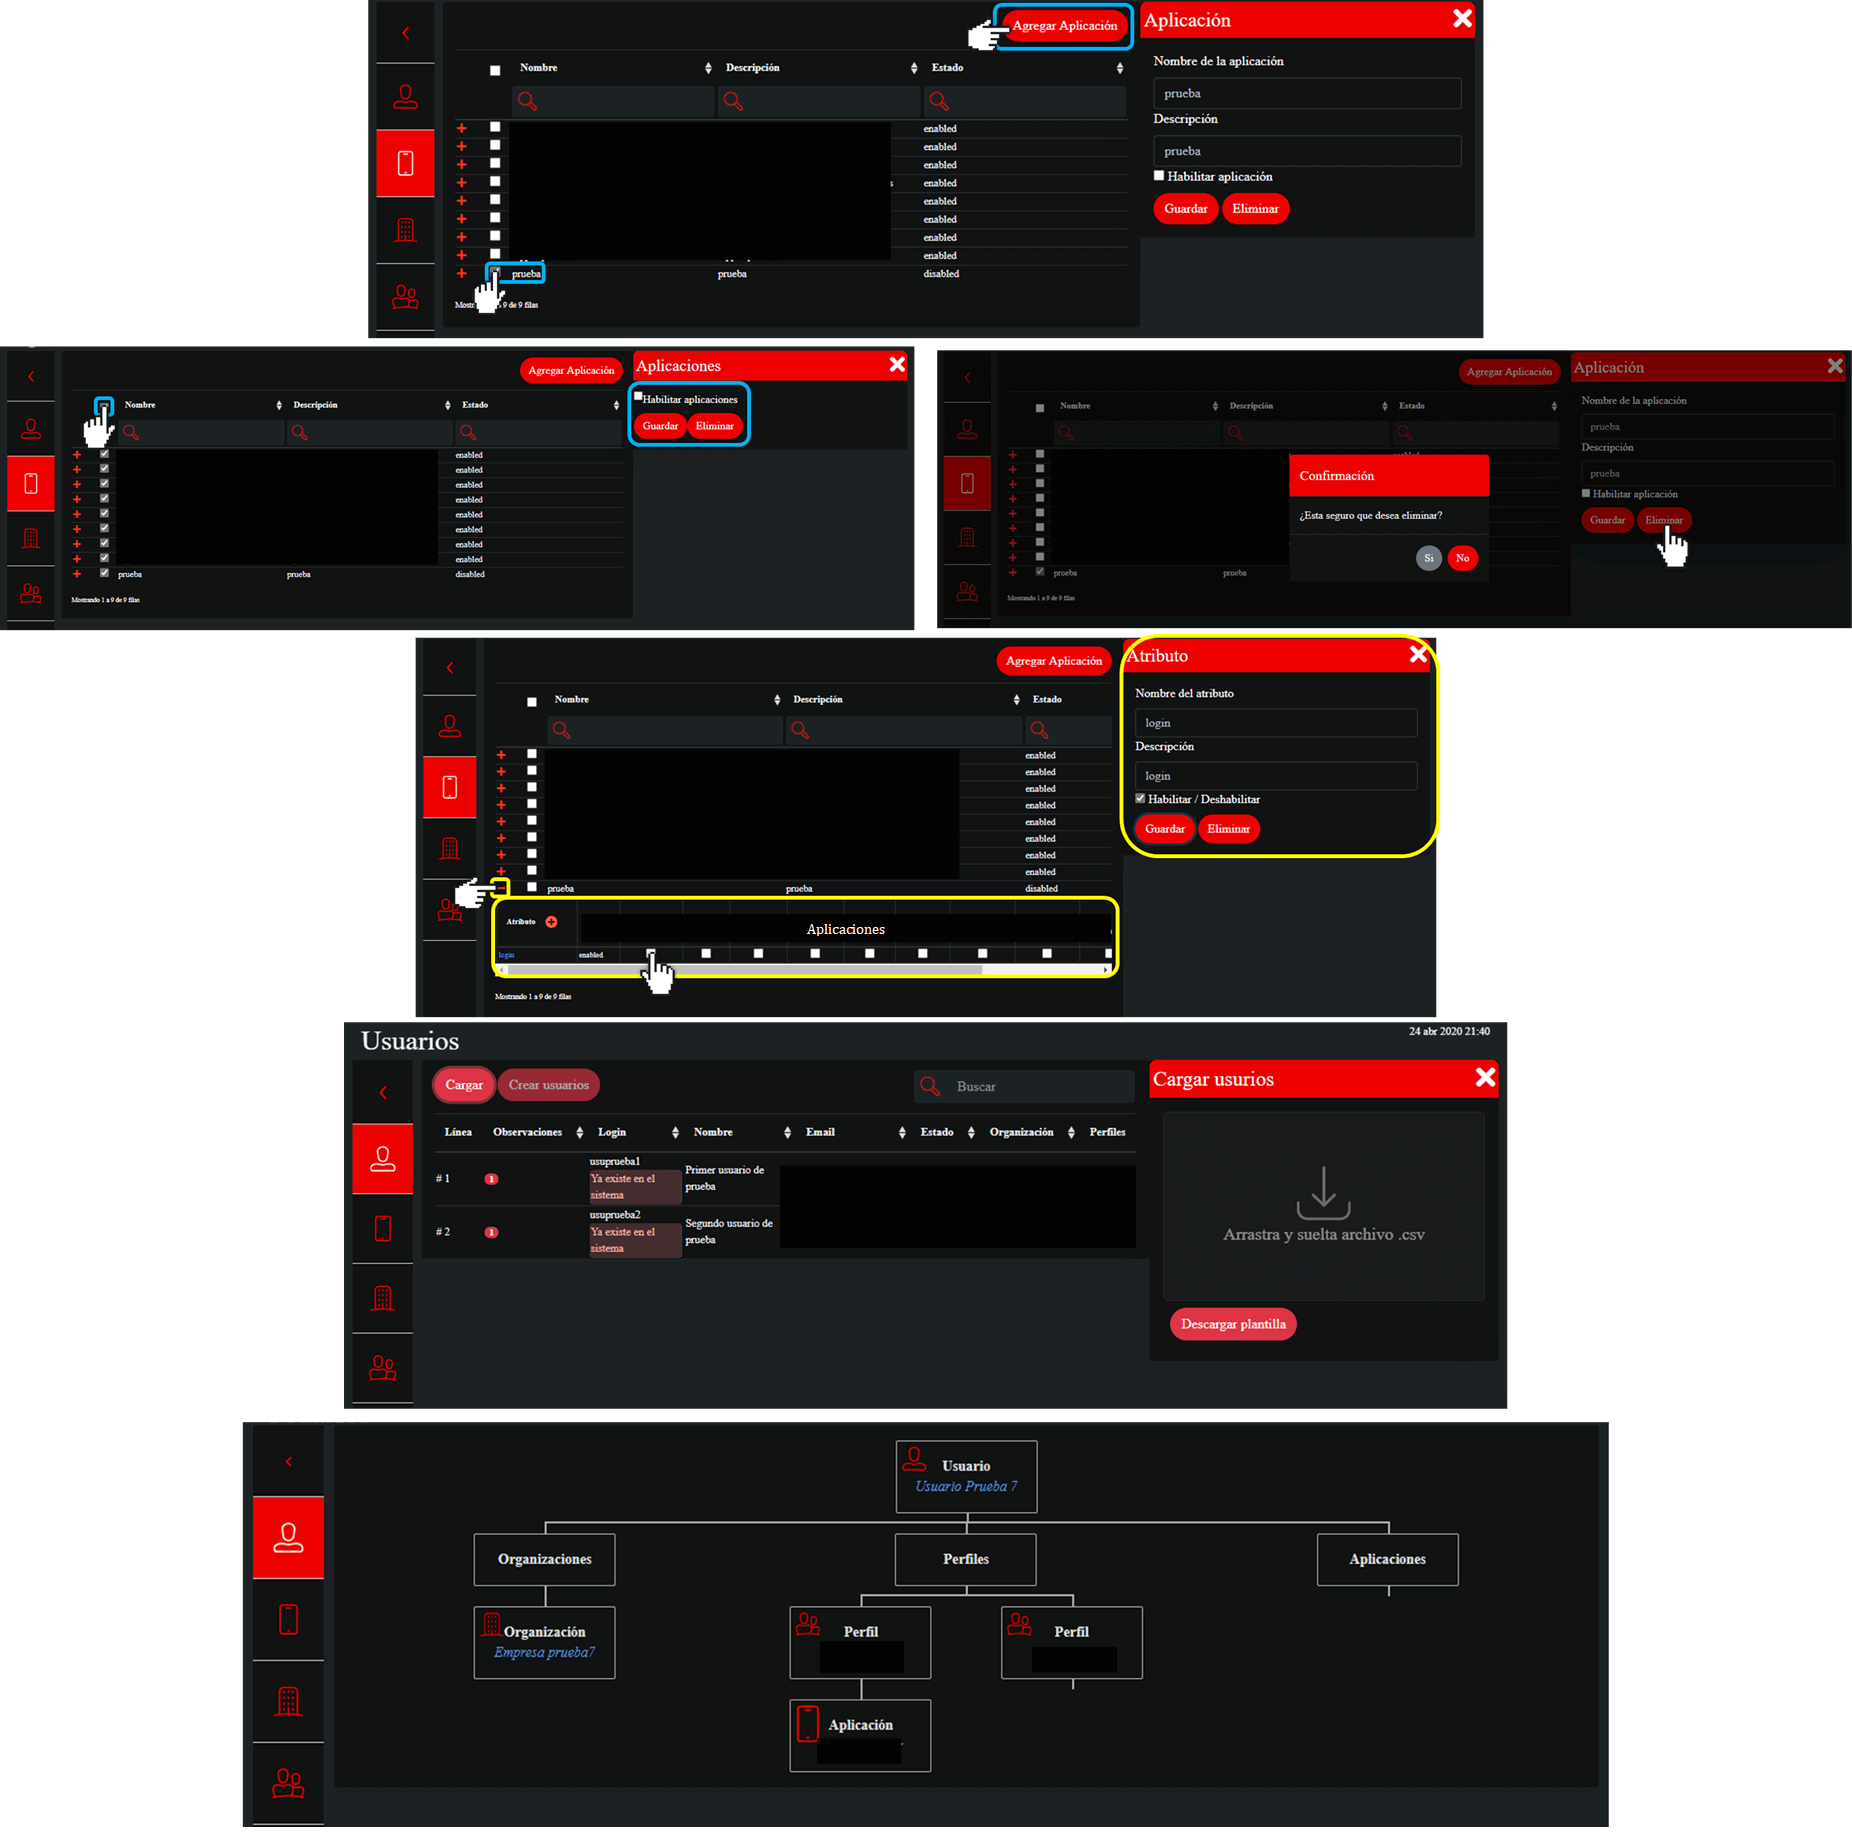 Agregar Aplicación
Aplicación
Nombre de la aplicación
prueba
Descripción
prueba
Habilitar aplicación
Guardar Eliminar
Nombre Descripción Estado
enabled
enabled
enabled
enabled
enabled
enabled
enabled
enabled
prueba prueba disabled
Mostr 9 de 9 filas
Agregar Aplicación
Aplicaciones
Habilitar aplicaciones
Guardar Eliminar
Nombre Descripción Estado
enabled
enabled
enabled
enabled
enabled
enabled
enabled
enabled
prueba prueba disabled
Mostrando 1 a 9 de 9 filas
Agregar Aplicación
Aplicación
Nombre de la aplicación
prueba
Descripción
prueba
Habilitar aplicación
Guardar Eliminar
Nombre Descripción Estado
Confirmación
¿Esta seguro que desea eliminar?
Si No
prueba prueba
Mostrando 1 a 9 de 9 filas
Agregar Aplicación
Atributo
Nombre del atributo
login
Descripción
login
Habilitar / Deshabilitar
Guardar Eliminar
Nombre Descripción Estado
enabled
enabled
enabled
enabled
enabled
enabled
enabled
enabled
prueba prueba disabled
Atributo
Aplicaciones
login enabled
Mostrando 1 a 9 de 9 filas
Usuarios
24 abr 2020 21:40
Cargar Crear usuarios
Buscar
Cargar usurios
Línea Observaciones Login Nombre Email Estado Organización Perfiles
# 1 1 usuprueba1
Ya existe en el sistema
Primer usuario de prueba
# 2 1 usuprueba2
Ya existe en el sistema
Segundo usuario de prueba
Arrastra y suelta archivo .csv
Descargar plantilla
Usuario
Usuario Prueba 7
Organizaciones Perfiles Aplicaciones
Organización
Empresa prueba7
Perfil
Perfil
Aplicación